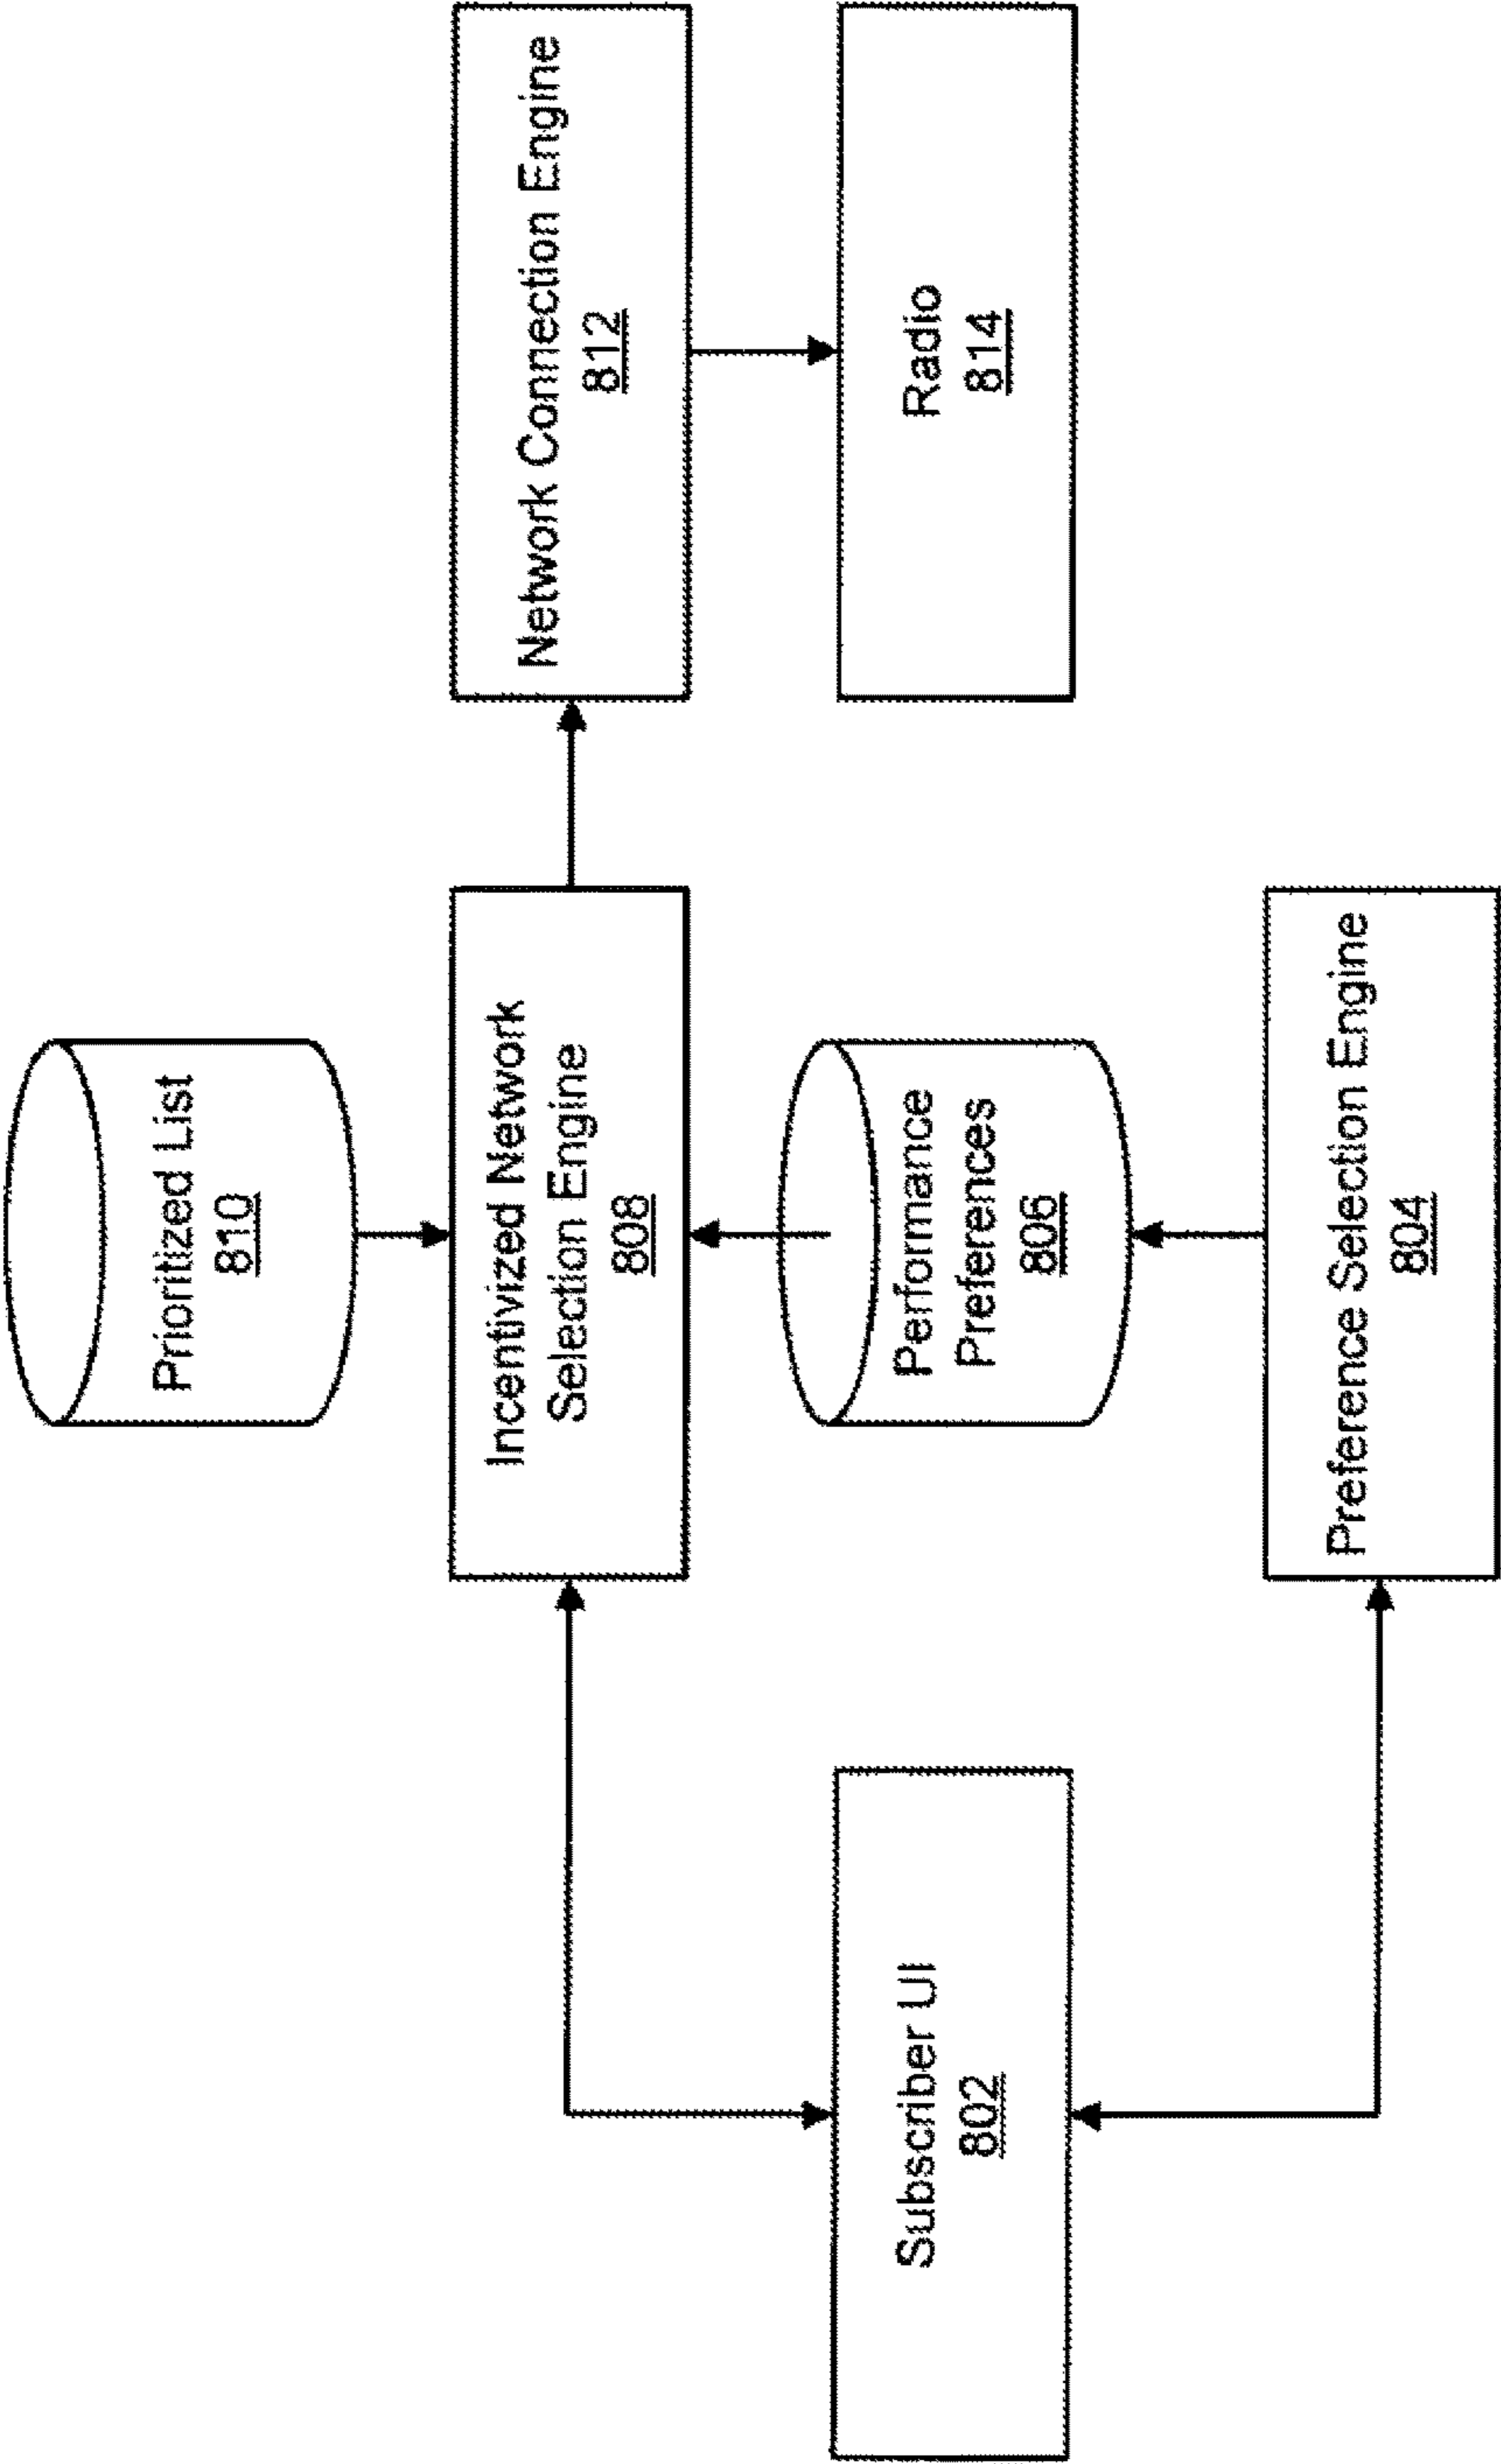 Prioritized List
810
Incentivized Network
Selection Engine
808
Network Connection Engine
812
Subscriber UI
802
Performance
Preferences
806
Radio
814
Preference Selection Engine
804